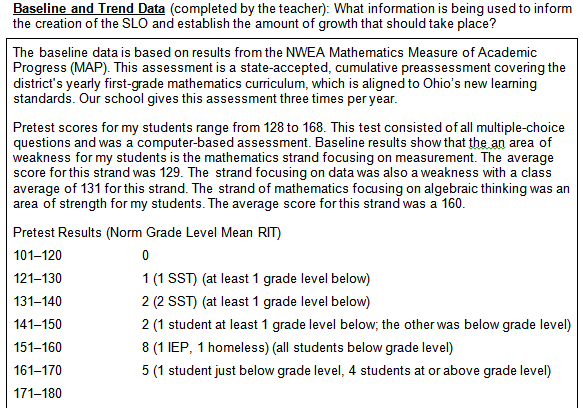 Baseline and Trend Data (completed by the teacher): What information is being used to inform
the creation of the SLO and establish the amount of growth that should take place?
The baseline data is based on results from the NWEA Mathematics Measure of Academic
Progress (MAP). This assessment is a state-accepted, cumulative preassessment covering the
district's yearly first-grade mathematics curriculum, which is aligned to Ohio's new learning
standards. Our school gives this assessment three times per year.
Pretest scores for my students range from 128 to 168. This test consisted of all multiple-choice
questions and was a computer-based assessment. Baseline results show that the an area of
weakness for my students is the mathematics strand focusing on measurement. The average
score for this strand was 129. The strand focusing on data was also a weakness with a class
average of 131 for this strand. The strand of mathematics focusing on algebraic thinking was an
area of strength for my students. The average score for this strand was a 160.
Pretest Results (Norm Grade Level Mean RIT)
101–120 0
121–130 1 (1 SST) (at least 1 grade level below)
131–140 2 (2 SST) (at least 1 grade level below)
141–150 2 (1 student at least 1 grade level below; the other was below grade level)
151–160 8 (1 IEP, 1 homeless) (all students below grade level)
161–170 5 (1 student just below grade level, 4 students at or above grade level)
171–180